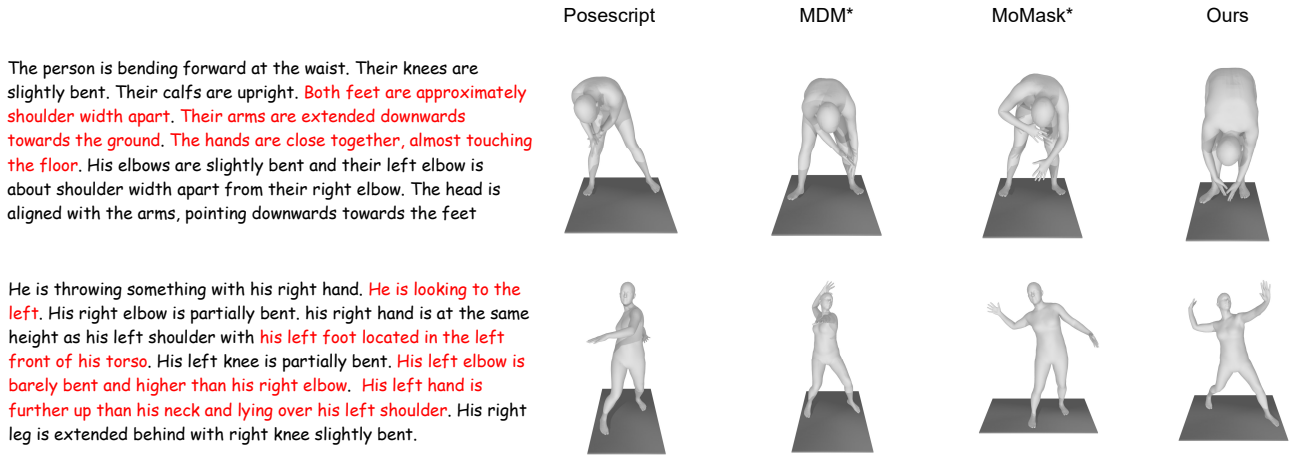 Posescript MDM* MoMask* Ours
The person is bending forward at the waist. Their knees are
slightly bent. Their calfs are upright. Both feet are approximately
shoulder width apart. Their arms are extended downwards
towards the ground. The hands are close together, almost touching
the floor. His elbows are slightly bent and their left elbow is
about shoulder width apart from their right elbow. The head is
aligned with the arms, pointing downwards towards the feet
He is throwing something with his right hand. He is looking to the
left. His right elbow is partially bent. his right hand is at the same
height as his left shoulder with his left foot located in the left
front of his torso. His left knee is partially bent. His left elbow is
barely bent and higher than his right elbow. His left hand is
further up than his neck and lying over his left shoulder. His right
leg is extended behind with right knee slightly bent.